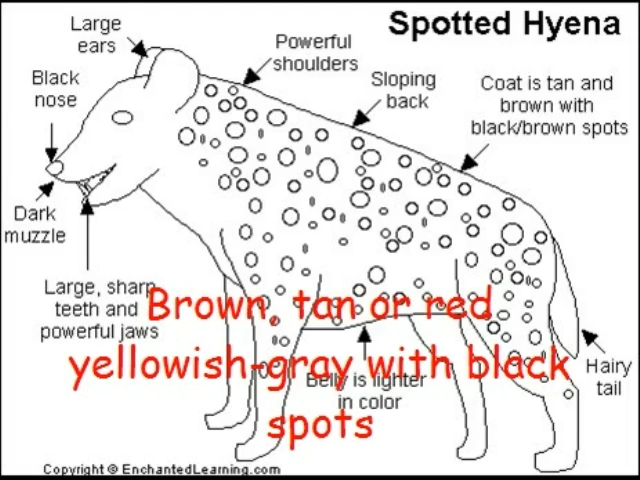 Spotted Hyena
Large
ears
Powerful
shoulders
Black
nose
Sloping
back
Coat is tan and
brown with
black/brown spots
Dark
muzzle
Large, sharp
teeth and
powerful jaws
Brown, tan or red
yellowish-gray with black
spots
Belly is lighter
in color
Hairy
tail
Copyright © EnchantedLearning.com